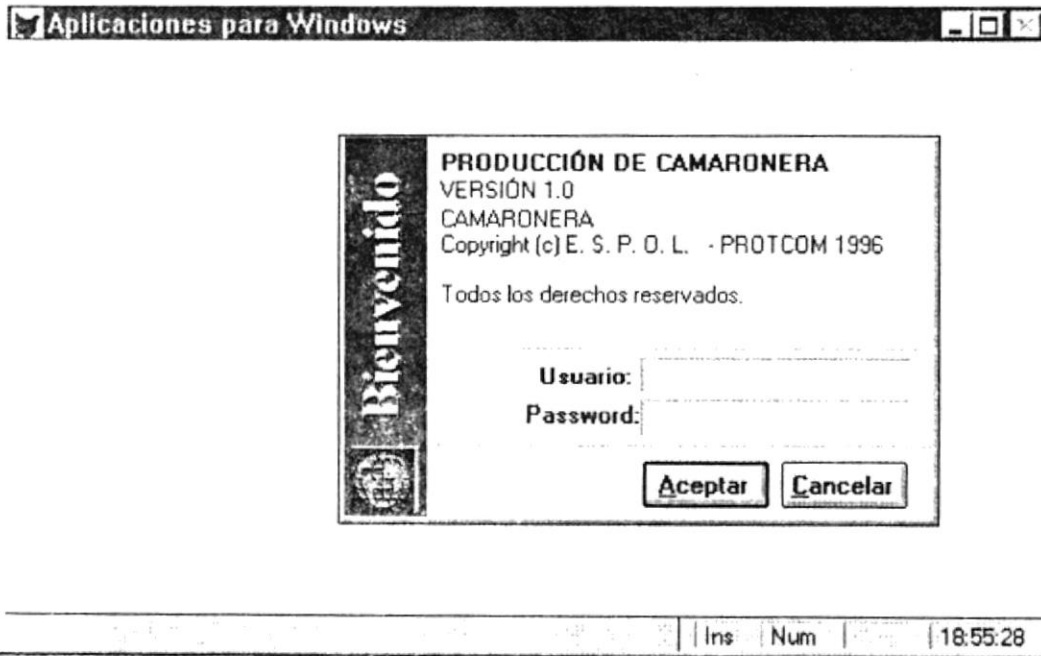 Aplicaciones para Windows
Bienvenido
PRODUCCIÓN DE CAMARONERA
VERSIÓN 1.0
CAMARONERA
Copyright (c) E. S. P. O. L. - PROTCOM 1996
Todos los derechos reservados.
Usuario:
Password:
Aceptar Cancelar
Ins Num 18:55:28